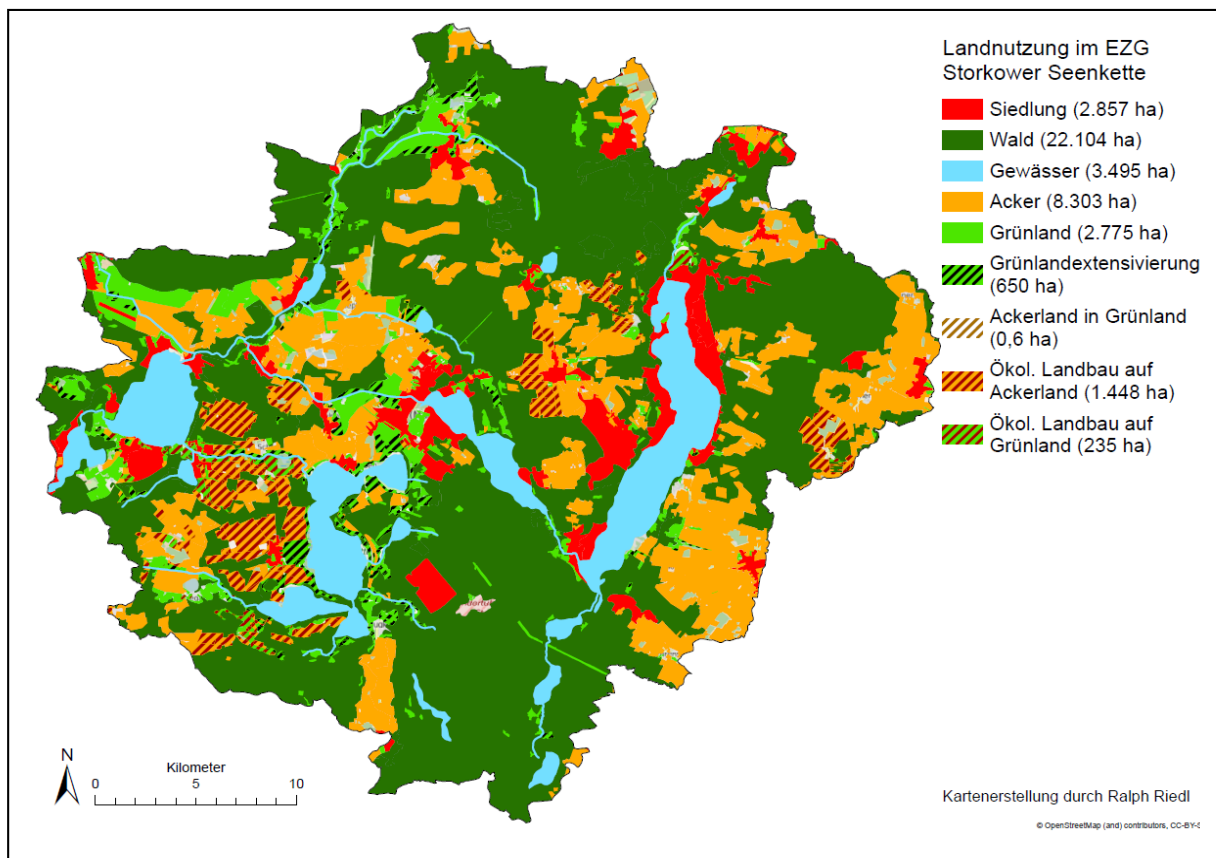 Landnutzung im EZG
Storkower Seenkette
Siedlung (2.857 ha)
Wald (22.104 ha)
Gewässer (3.495 ha)
Acker (8.303 ha)
Grünland (2.775 ha)
Grünlandextensivierung
(650 ha)
Ackerland in Grünland
(0,6 ha)
Ökol. Landbau auf
Ackerland (1.448 ha)
Ökol. Landbau auf
Grünland (235 ha)
N
Kilometer
0 5 10
Kartenerstellung durch Ralph Riedl
© OpenStreetMap (and) contributors, CC-BY-S